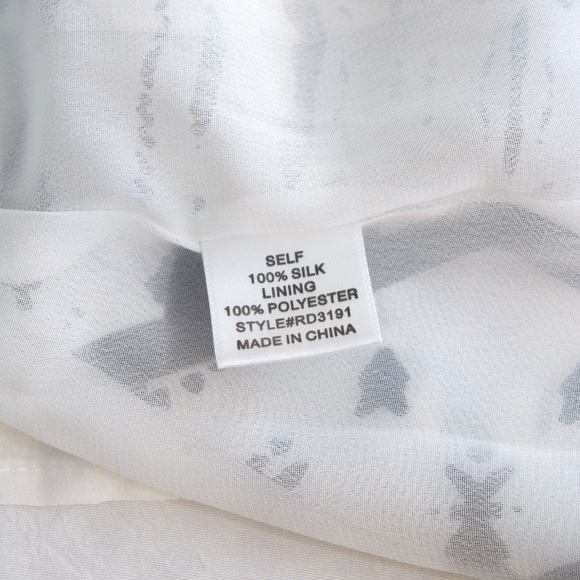 SELF
100% SILK
LINING
100% POLYESTER
STYLE#RD3191
MADE IN CHINA